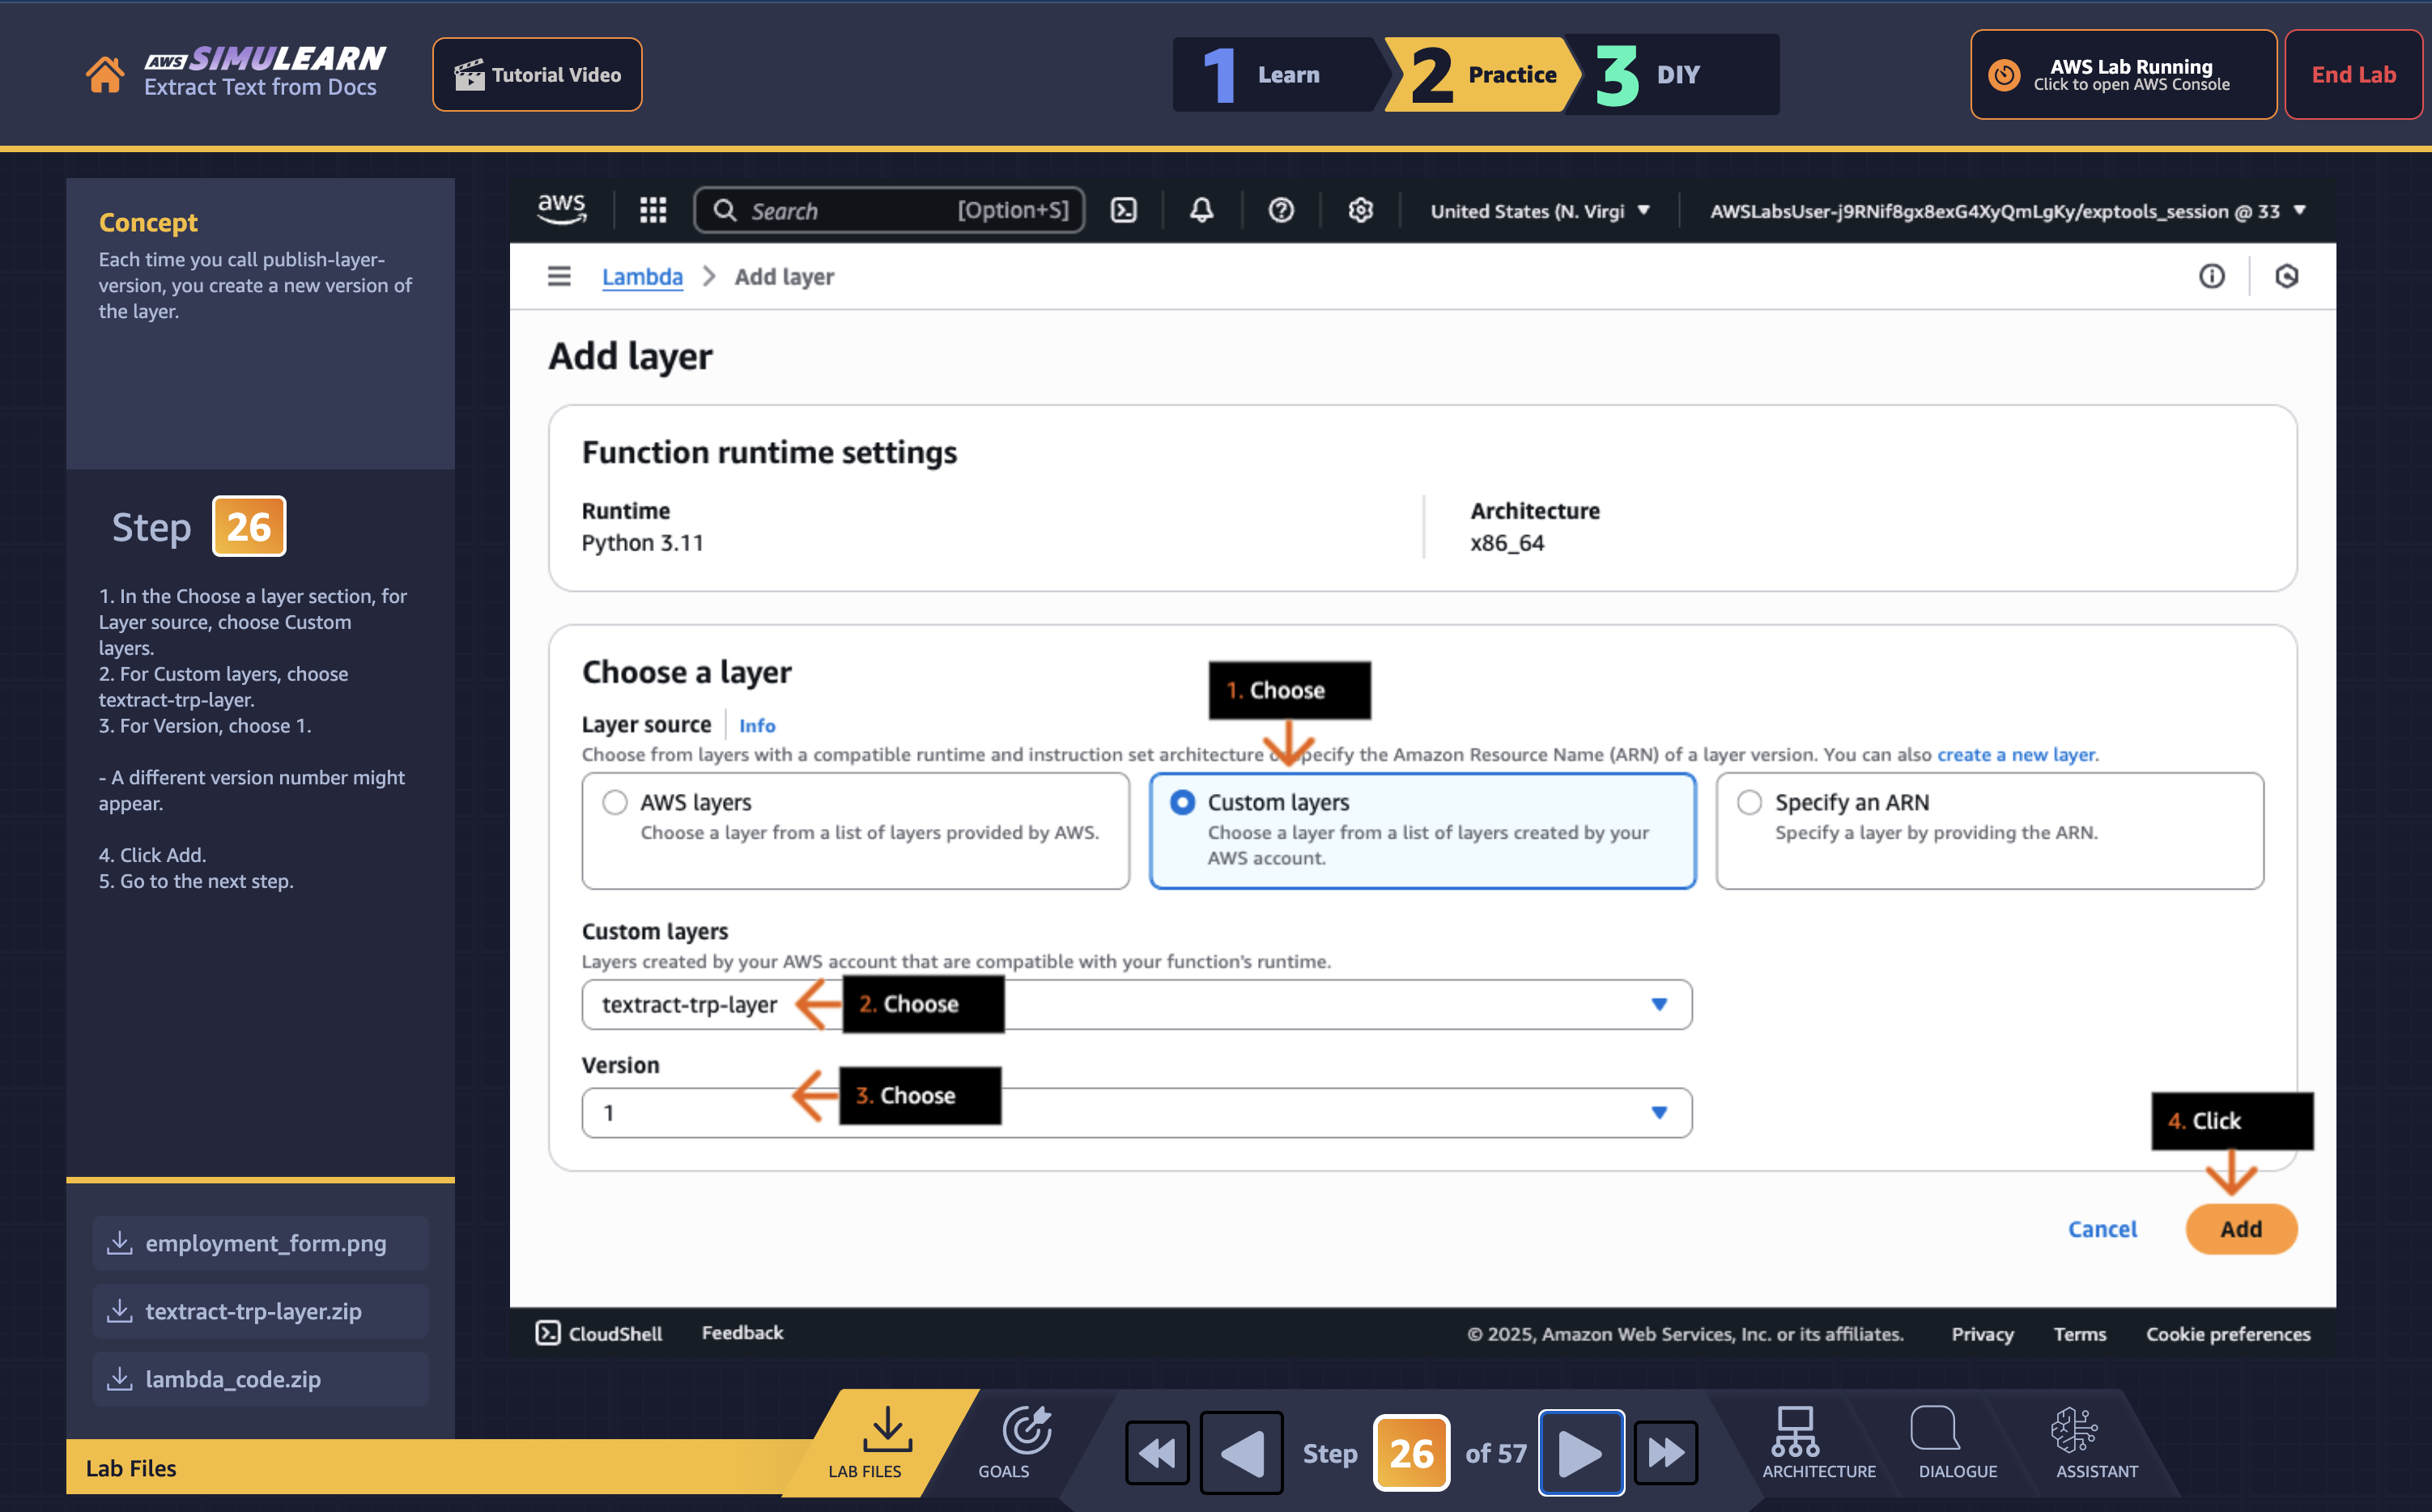 aws SIMULEARN
Extract Text from Docs
Tutorial Video
1 Learn
2 Practice
3 DIY
AWS Lab Running
Click to open AWS Console
End Lab
Concept
Each time you call publish-layer-
version, you create a new version of
the layer.
Step 26
1. In the Choose a layer section, for
Layer source, choose Custom
layers.
2. For Custom layers, choose
textract-trp-layer.
3. For Version, choose 1.
- A different version number might
appear.
4. Click Add.
5. Go to the next step.
employment_form.png
textract-trp-layer.zip
lambda_code.zip
Lab Files
aws
Search [Option+S]
United States (N. Virgi
AWSLabsUser-j9RNif8gx8exG4XyQmLgKy/exptools_session @ 33
Lambda > Add layer
Add layer
Function runtime settings
Runtime
Python 3.11
Architecture
x86_64
Choose a layer
1. Choose
Layer source Info
Choose from layers with a compatible runtime and instruction set architecture specify the Amazon Resource Name (ARN) of a layer version. You can also create a new layer.
AWS layers
Choose a layer from a list of layers provided by AWS.
Custom layers
Choose a layer from a list of layers created by your
AWS account.
Specify an ARN
Specify a layer by providing the ARN.
Custom layers
Layers created by your AWS account that are compatible with your function's runtime.
textract-trp-layer
2. Choose
Version
1
3. Choose
4. Click
Cancel
Add
CloudShell
Feedback
© 2025, Amazon Web Services, Inc. or its affiliates.
Privacy
Terms
Cookie preferences
LAB FILES
GOALS
Step 26 of 57
ARCHITECTURE
DIALOGUE
ASSISTANT